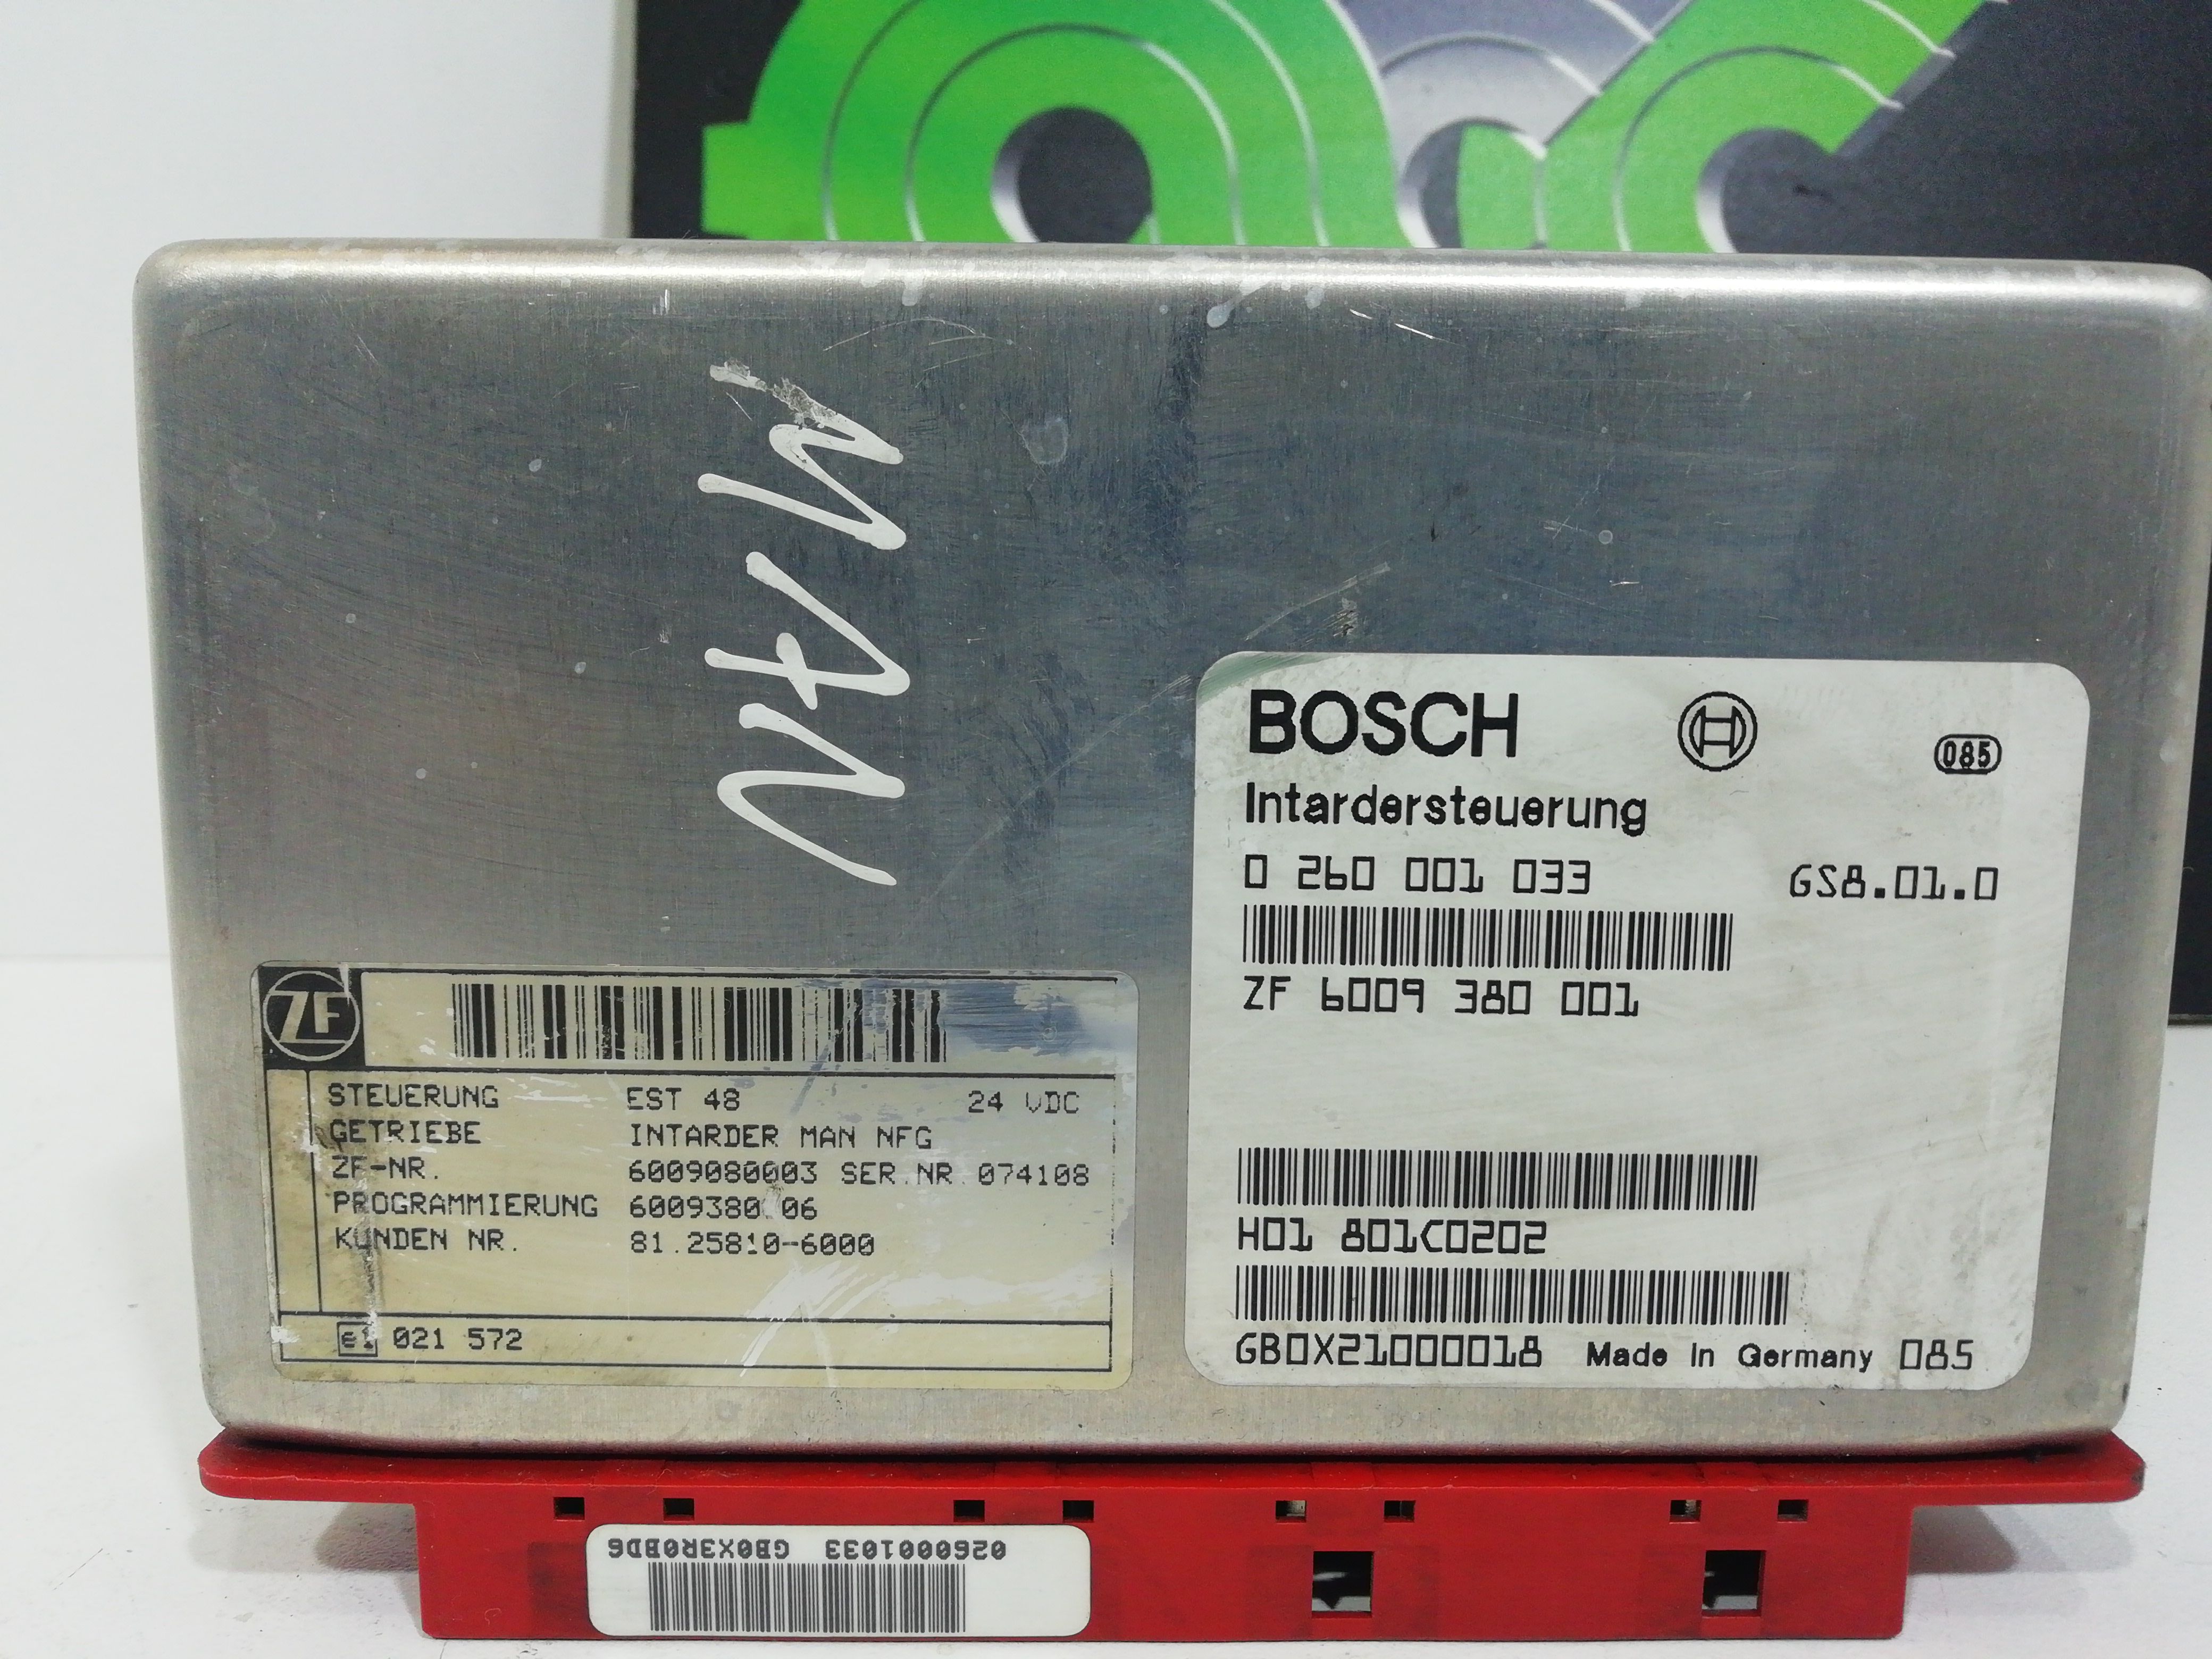 MAN
BOSCH
085
Intardersteuerung
0 260 001 033 GS8.01.0
ZF 6009 380 001
H01 801C0202
GB0X21000018 Made in Germany 085
ZF
STEUERUNG EST 48 24 VDC
GETRIEBE INTARDER MAN NFG
ZF-NR. 6009080003 SER.NR.074108
PROGRAMMIERUNG
KUNDEN NR. 81.25810-6000
e1 021 572
0260001033 GB0X3R0BD6